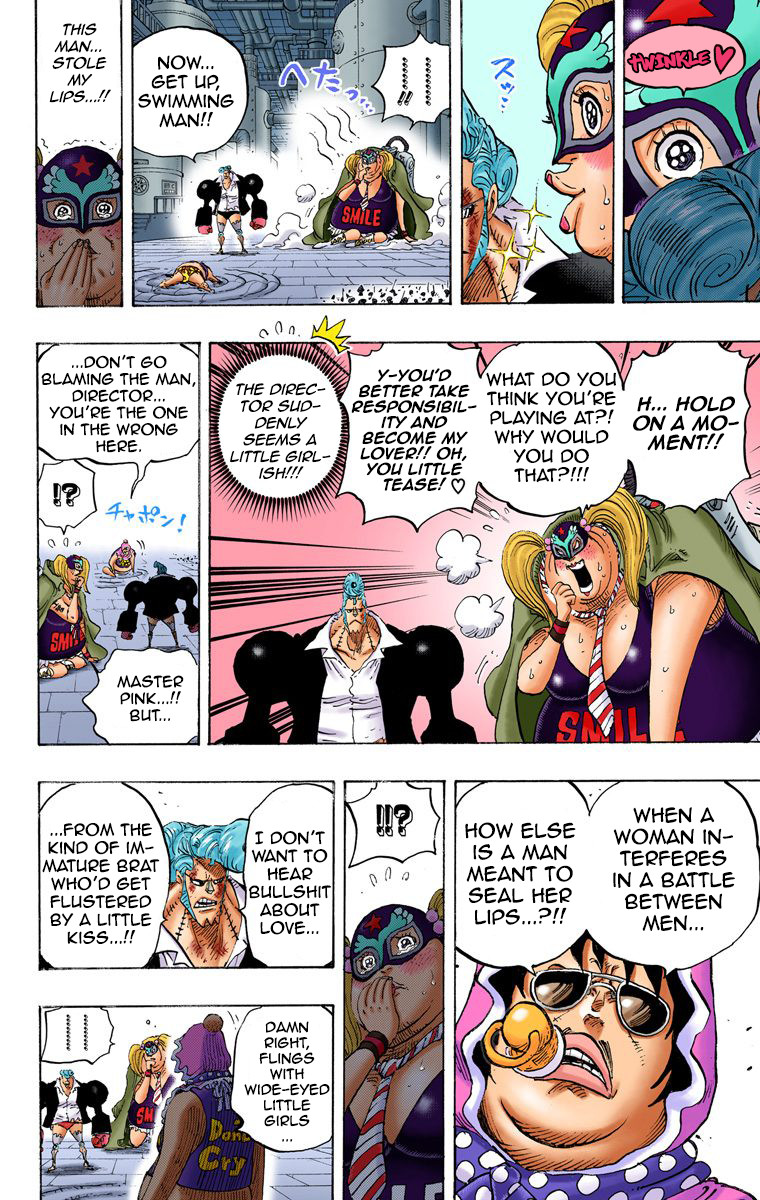 TWINKLE♡
スッ…
!!
!!
へたっ…
NOW...
GET UP,
SWIMMING
MAN!!
SMILE
THIS
MAN...
STOLE
MY
LIPS...!!
H... HOLD
ON A MO-
MENT!!
WHAT DO YOU
THINK YOU'RE
PLAYING AT?!
WHY WOULD
YOU DO
THAT?!!!
Y-YOU'D
BETTER TAKE
RESPONSIBIL-
ITY AND
BECOME MY
LOVER!! OH,
YOU LITTLE
TEASE! ♡
THE DIREC-
TOR SUD-
DENLY
SEEMS A
LITTLE GIRL-
ISH!!!
SMILE
...DON'T GO
BLAMING THE MAN,
DIRECTOR...
YOU'RE THE ONE
IN THE WRONG
HERE.
!?
チャポン!
SMILE
MASTER
PINK...!!
BUT...
WHEN A
WOMAN IN-
TERFERES
IN A BATTLE
BETWEEN
MEN...
HOW ELSE
IS A MAN
MEANT TO
SEAL HER
LIPS...?!!
!!?
I DON'T
WANT TO
HEAR
BULLSHIT
ABOUT
LOVE...
...FROM THE
KIND OF IM-
MATURE BRAT
WHO'D GET
FLUSTERED
BY A LITTLE
KISS...!!
DAMN
RIGHT,
FLINGS
WITH
WIDE-EYED
LITTLE
GIRLS
...
!!
SMI
Don't
Cry